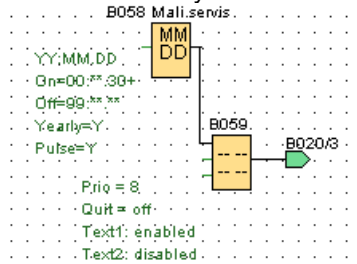 B058 Mali.servis
MM
DD
YY.MM.DD
On=00.**.30+
Off=99.**.**
Yearly=Y
Pulse=Y
B059
B020/3
Prio = 8
Quit = off
Text1: enabled
Text2: disabled